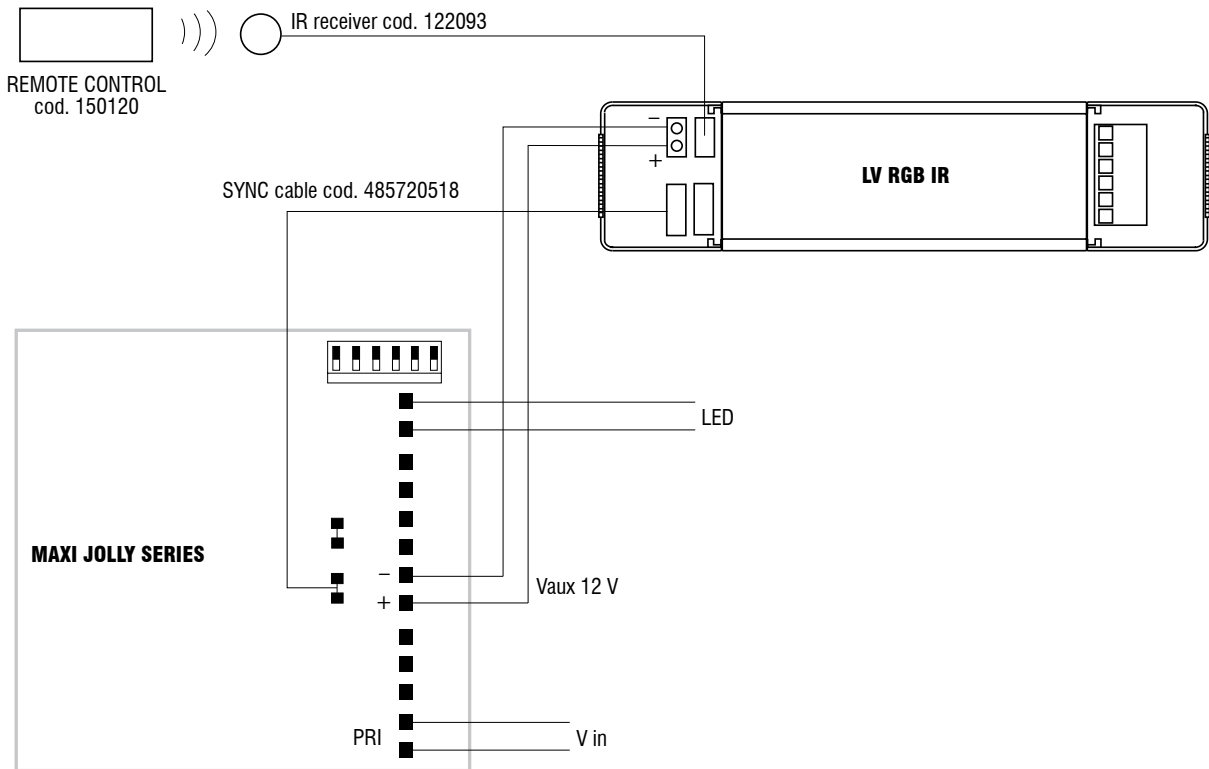 IR receiver cod. 122093
REMOTE CONTROL
cod. 150120
−
+
LV RGB IR
SYNC cable cod. 485720518
LED
MAXI JOLLY SERIES
−
+
Vaux 12 V
PRI
V in